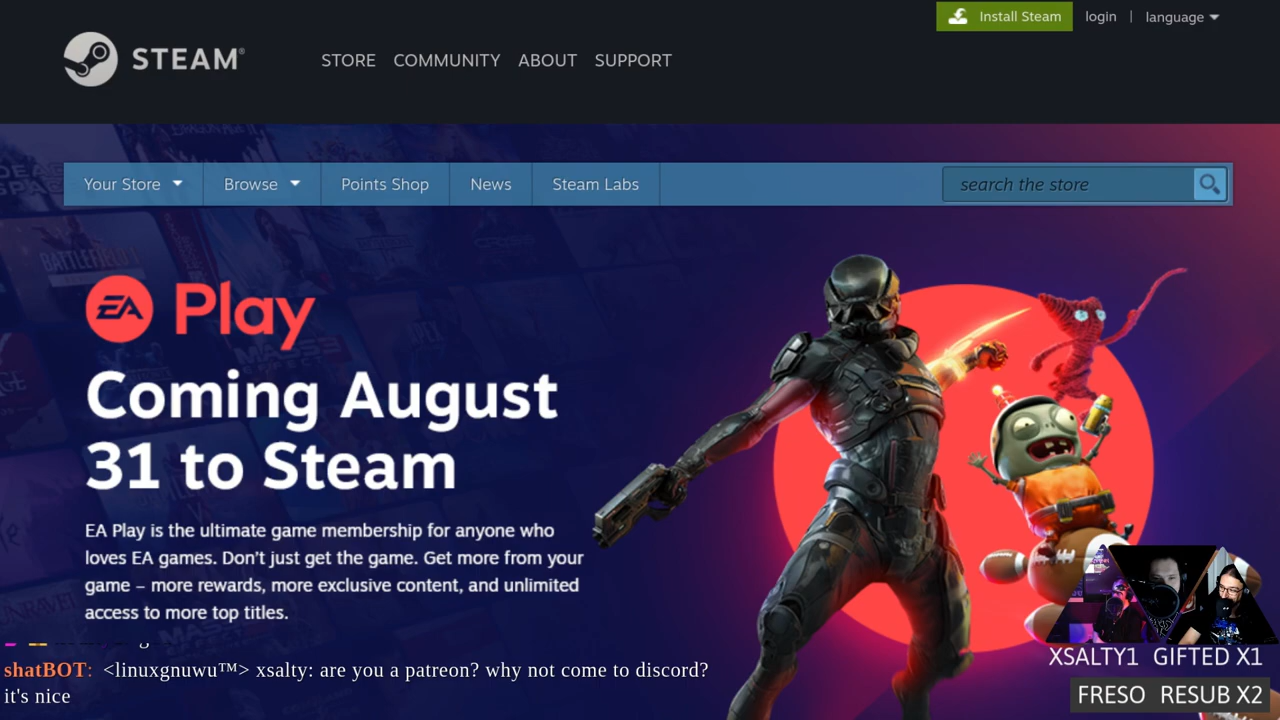 Install Steam
login | language
STEAM®
STORE COMMUNITY ABOUT SUPPORT
Your Store Browse Points Shop News Steam Labs search the store
BATTLEFIELD
EA Play
Coming August
31 to Steam
EA Play is the ultimate game membership for anyone who
loves EA games. Don't just get the game. Get more from your
game – more rewards, more exclusive content, and unlimited
access to more top titles.
shatBOT: <linuxgnuwu™> xsalty: are you a patreon? why not come to discord?
it's nice
XSALTY1 GIFTED X1
FRESO RESUB X2